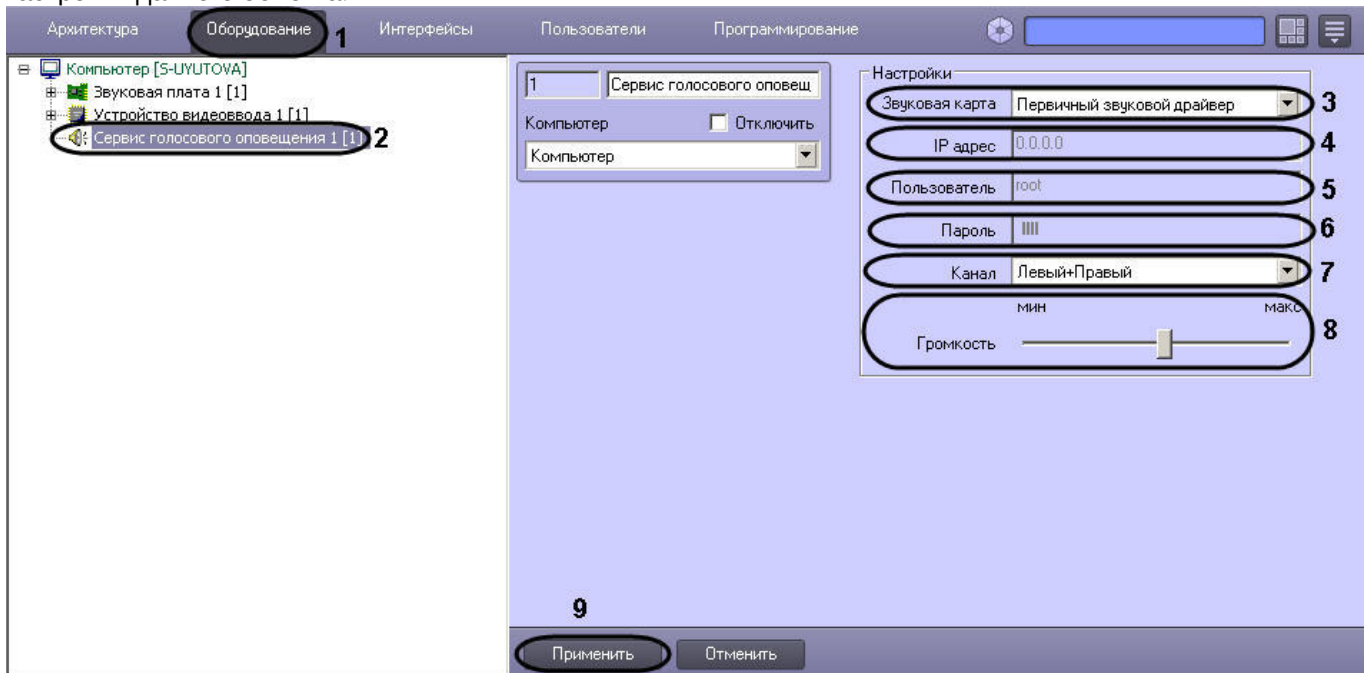 Архитектура Оборудование 1 Интерфейсы Пользователи Программирование
Компьютер [S-UYUTOVA]
Звуковая плата 1 [1]
Устройство видеоввода 1 [1]
Сервис голосового оповещения 1 [1] 2
1 Сервис голосового оповещ
Компьютер Отключить
Компьютер
Настройки
Звуковая карта Первичный звуковой драйвер 3
IP адрес 0.0.0.0 4
Пользователь root 5
Пароль 6
Канал Левый+Правый 7
мин макс
Громкость 8
9
Применить Отменить